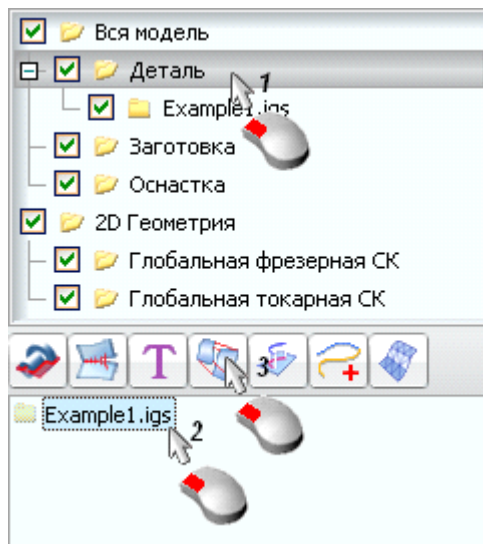 Вся модель
Деталь
1
Example1.igs
Заготовка
Оснастка
2D Геометрия
Глобальная фрезерная СК
Глобальная токарная СК
T 3
Example1.igs
2